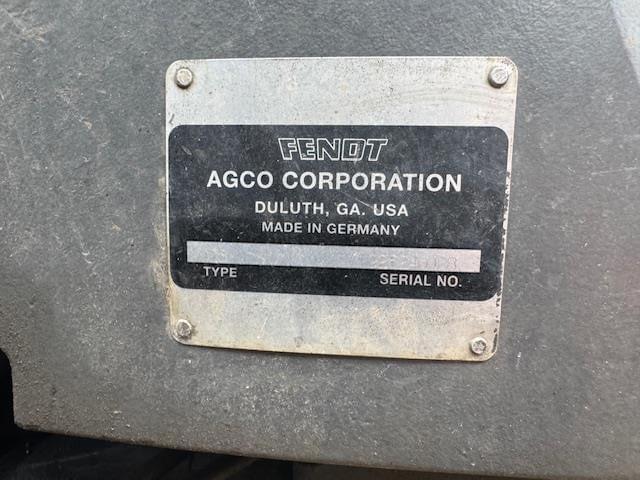 FENDT
AGCO CORPORATION
DULUTH, GA. USA
MADE IN GERMANY
TYPE SERIAL NO.